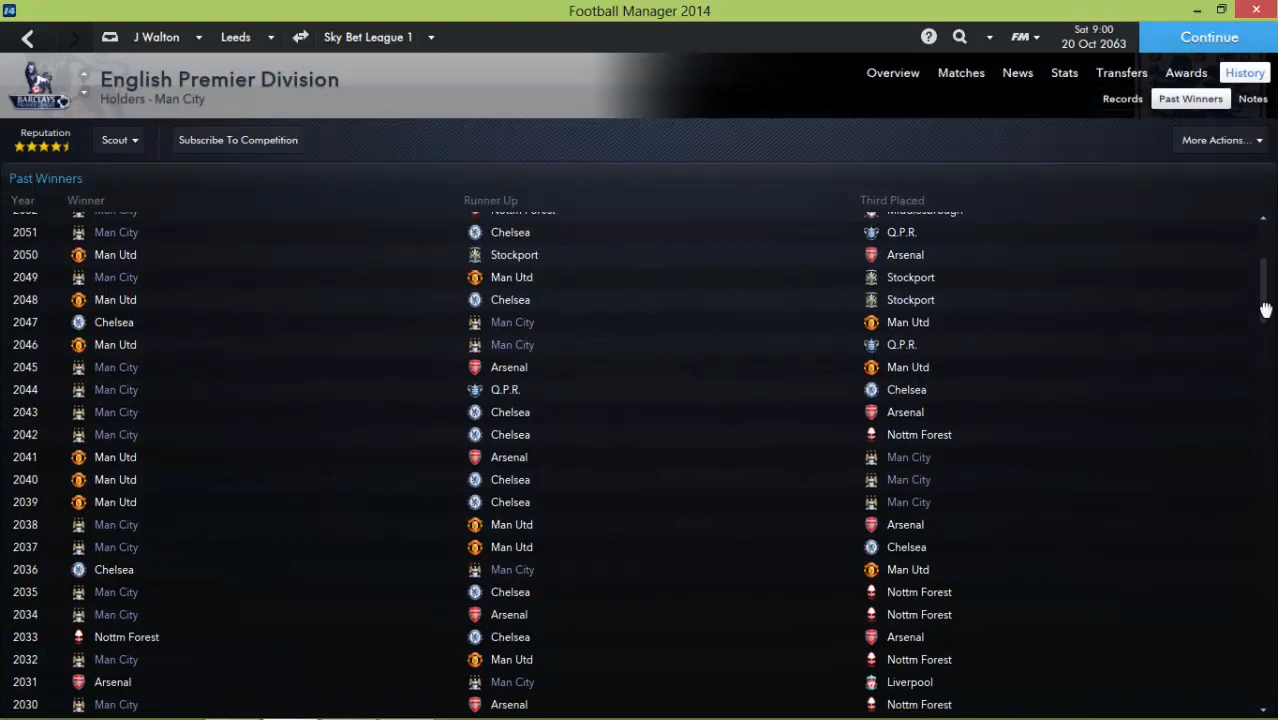 Football Manager 2014
J Walton Leeds Sky Bet League 1 FM Sat 9:00 20 Oct 2063 Continue
English Premier Division
Holders - Man City
Overview Matches News Stats Transfers Awards History
Records Past Winners Notes
BARCLAYS
Reputation Scout Subscribe To Competition More Actions...
Past Winners
Year Winner Runner Up Third Placed
2052 Man City Nottm Forest Middlesbrough
2051 Man City Chelsea Q.P.R.
2050 Man Utd Stockport Arsenal
2049 Man City Man Utd Stockport
2048 Man Utd Chelsea Stockport
2047 Chelsea Man City Man Utd
2046 Man Utd Man City Q.P.R.
2045 Man City Arsenal Man Utd
2044 Man City Q.P.R. Chelsea
2043 Man City Chelsea Arsenal
2042 Man City Chelsea Nottm Forest
2041 Man Utd Arsenal Man City
2040 Man Utd Chelsea Man City
2039 Man Utd Chelsea Man City
2038 Man City Man Utd Arsenal
2037 Man City Man Utd Chelsea
2036 Chelsea Man City Man Utd
2035 Man City Chelsea Nottm Forest
2034 Man City Arsenal Nottm Forest
2033 Nottm Forest Chelsea Arsenal
2032 Man City Man Utd Nottm Forest
2031 Arsenal Man City Liverpool
2030 Man City Arsenal Nottm Forest